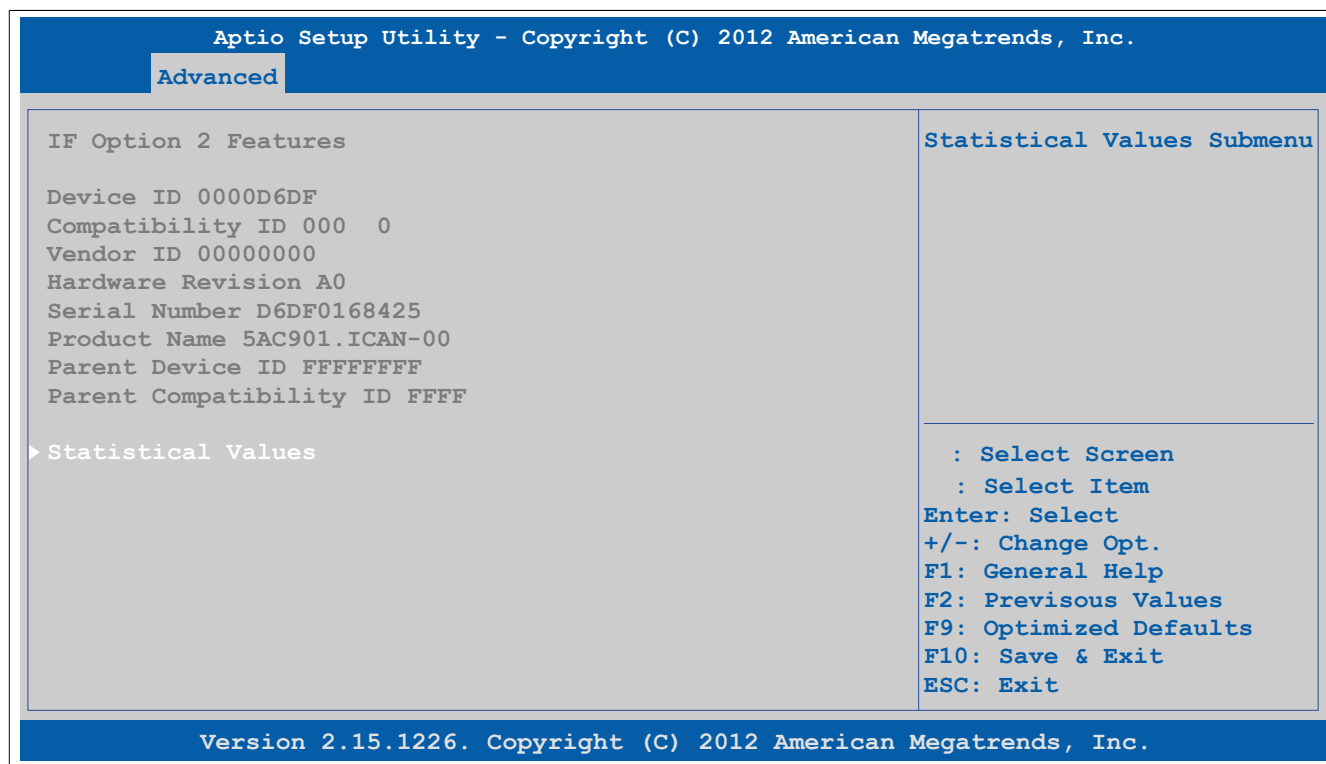 Aptio Setup Utility - Copyright (C) 2012 American Megatrends, Inc.
Advanced
IF Option 2 Features
Device ID 0000D6DF
Compatibility ID 000  0
Vendor ID 00000000
Hardware Revision A0
Serial Number D6DF0168425
Product Name 5AC901.ICAN-00
Parent Device ID FFFFFFFF
Parent Compatibility ID FFFF
Statistical Values
Statistical Values Submenu
: Select Screen
: Select Item
Enter: Select
+/-: Change Opt.
F1: General Help
F2: Previsous Values
F9: Optimized Defaults
F10: Save & Exit
ESC: Exit
Version 2.15.1226. Copyright (C) 2012 American Megatrends, Inc.